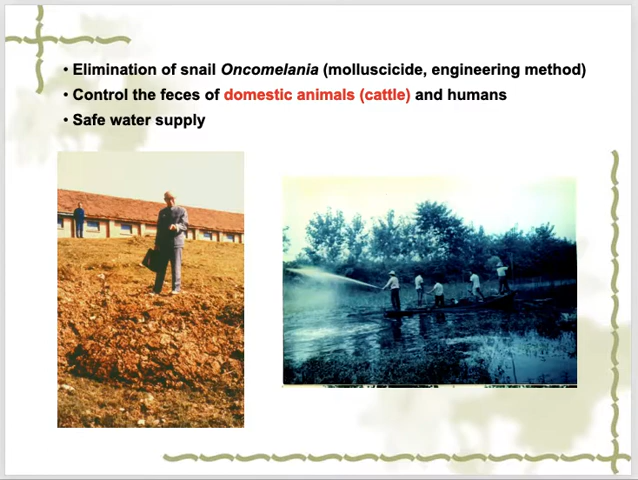 • Elimination of snail Oncomelania (molluscicide, engineering method)
• Control the feces of domestic animals (cattle) and humans
• Safe water supply